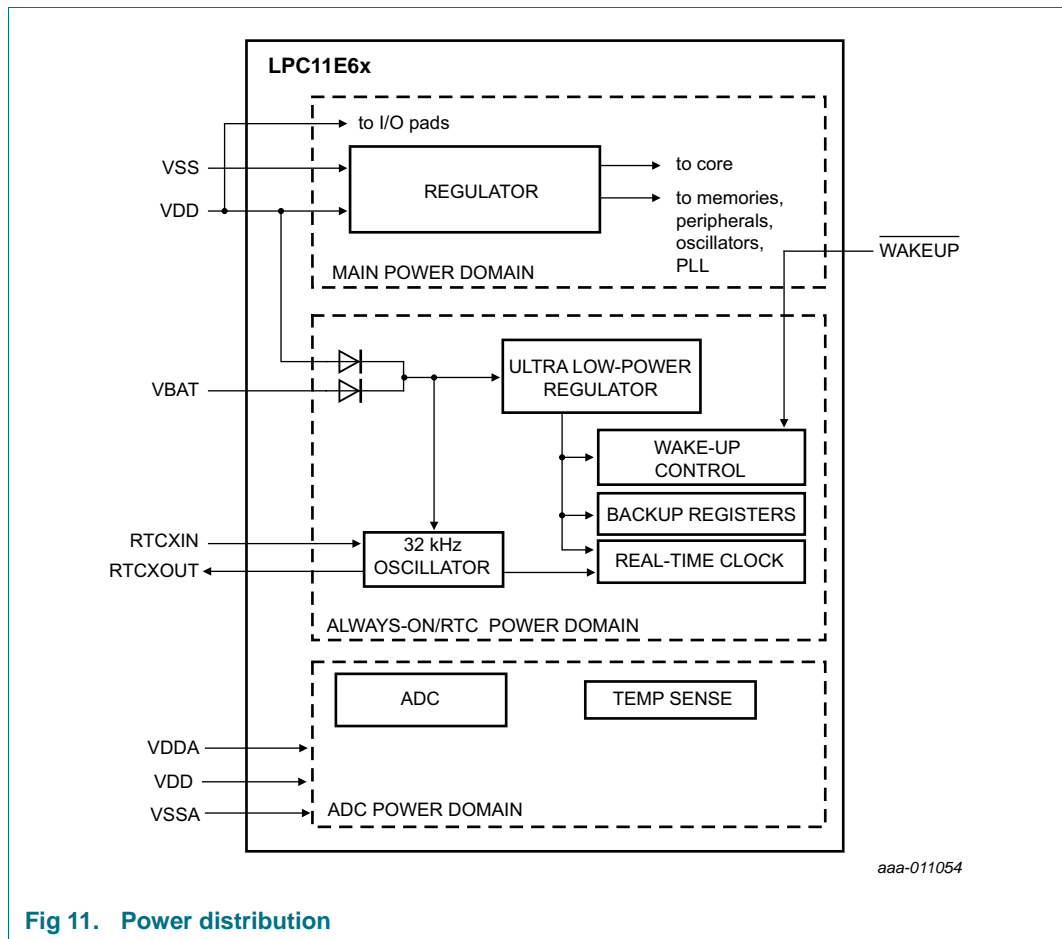 LPC11E6x
to I/O pads
VSS
VDD
REGULATOR
to core
to memories,
peripherals,
oscillators,
PLL
WAKEUP
MAIN POWER DOMAIN
VBAT
ULTRA LOW-POWER
REGULATOR
WAKE-UP
CONTROL
BACKUP REGISTERS
REAL-TIME CLOCK
RTCXIN
RTCXOUT
32 kHz
OSCILLATOR
ALWAYS-ON/RTC POWER DOMAIN
ADC
TEMP SENSE
VDDA
VDD
VSSA
ADC POWER DOMAIN
aaa-011054
Fig 11. Power distribution